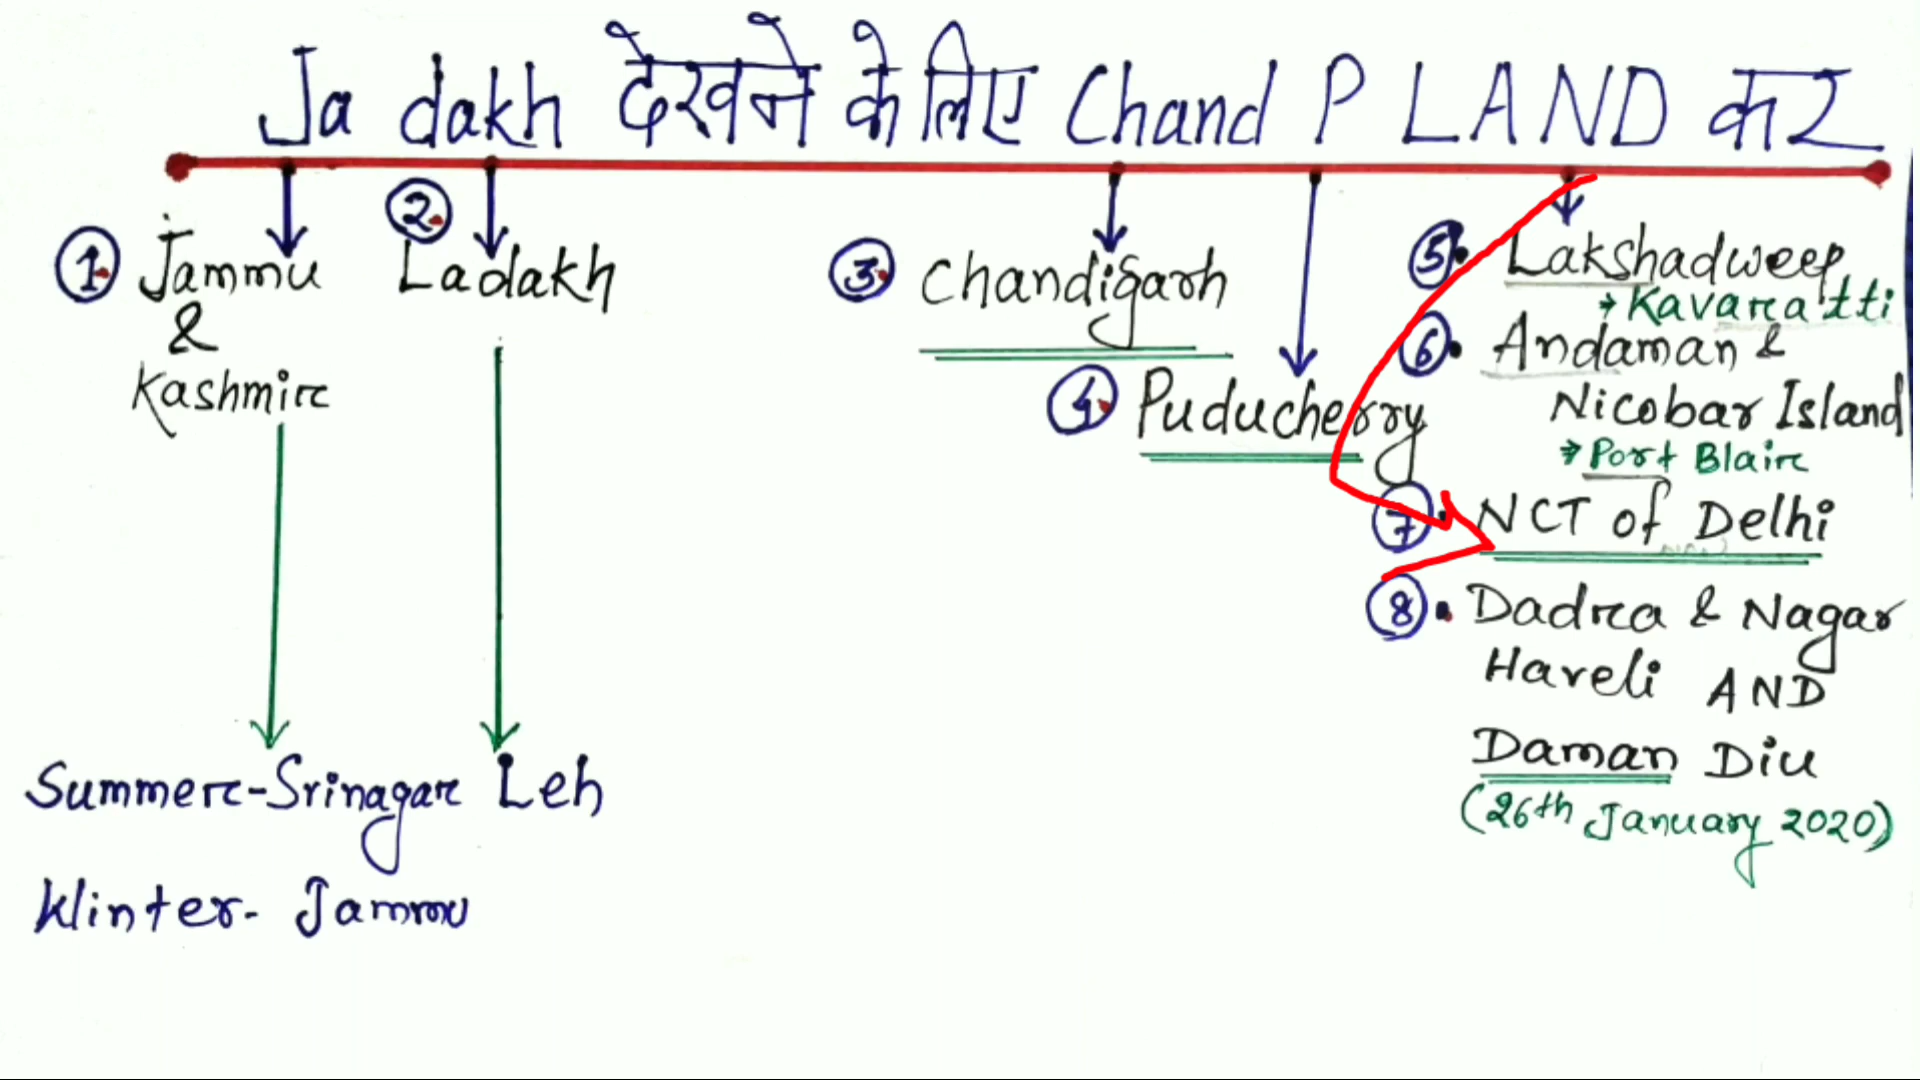 Ja dakh देखने के लिए Chand P LAND कर
1. Jammu
&
Kashmir
2.
Ladakh
3. Chandigarh
4. Puducherry
5. Lakshadweep
→ Kavaratti
6. Andaman &
Nicobar Island
→ Port Blair
7. NCT of Delhi
8. Dadra & Nagar
Haveli AND
Daman Diu
(26th January 2020)
Summer-Srinagar
Leh
Winter- Jammu